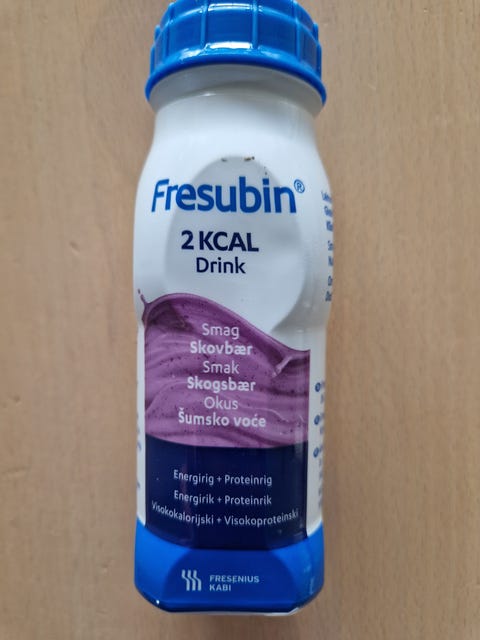 Fresubin®
2 KCAL
Drink
Smag
Skovbær
Smak
Skogsbær
Okus
Šumsko voće
Energirig + Proteinrig
Energirik + Proteinrik
Visokokalorijski + Visokoproteinski
FRESENIUS
KABI